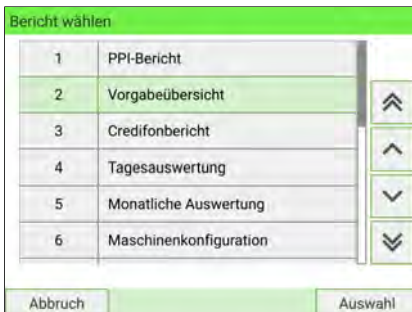 Bericht wählen
1 PPI-Bericht
2 Vorgabeübersicht
3 Credifonbericht
4 Tagesauswertung
5 Monatliche Auswertung
6 Maschinenkonfiguration
Abbruch Auswahl